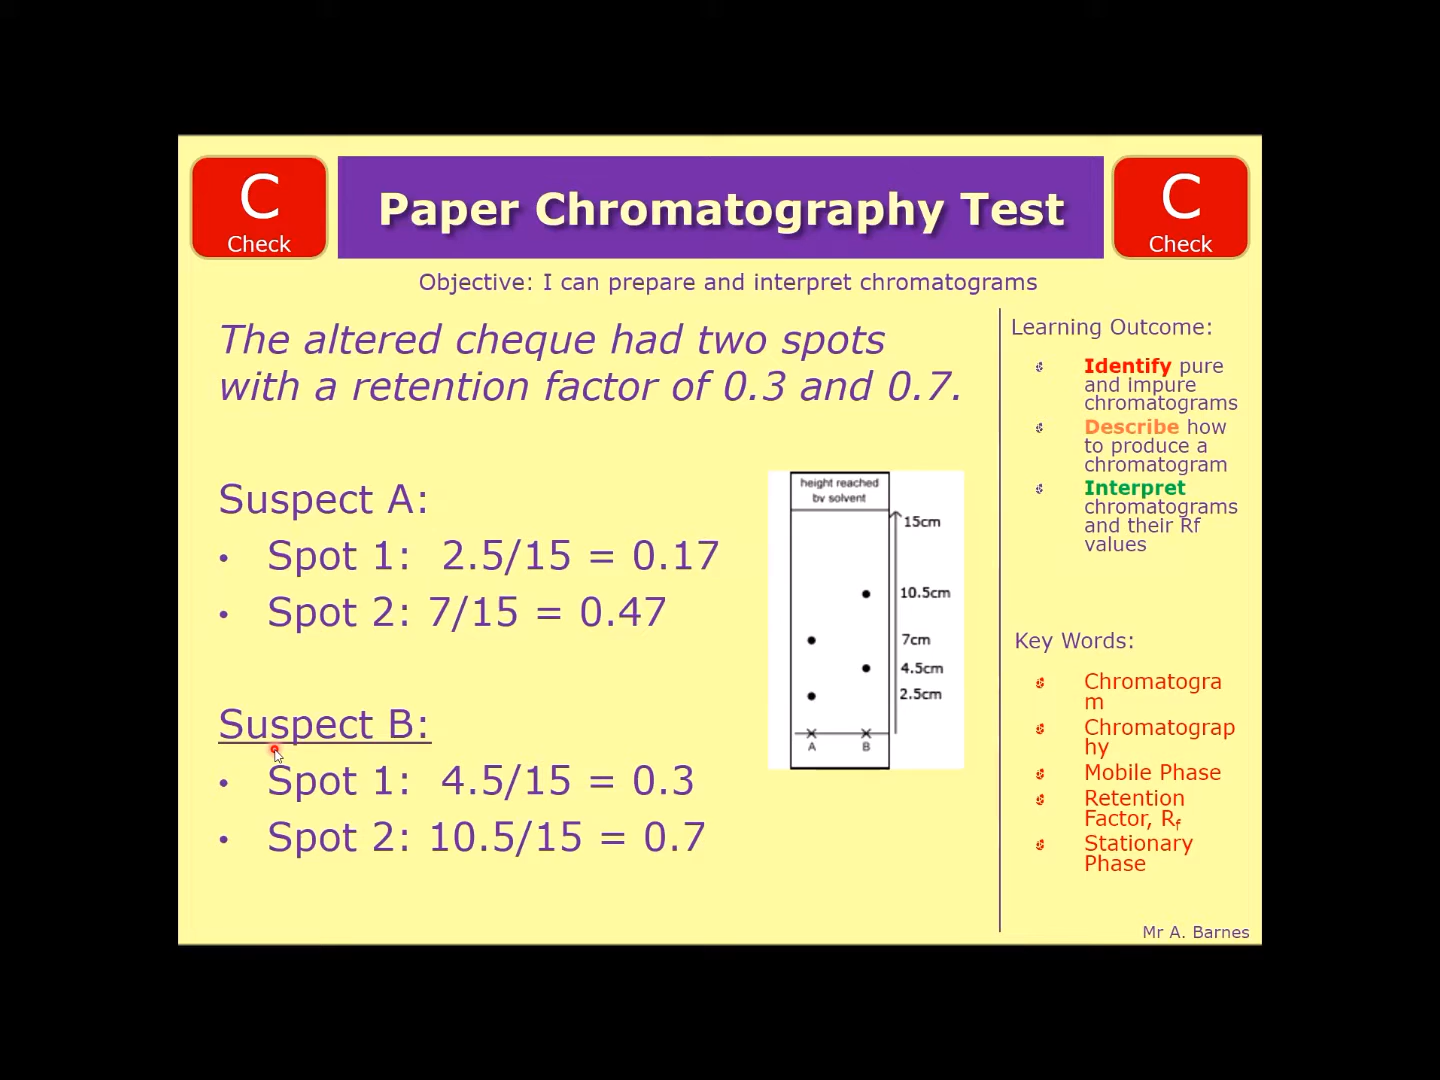 C
Check
Paper Chromatography Test
C
Check
Objective: I can prepare and interpret chromatograms
The altered cheque had two spots
with a retention factor of 0.3 and 0.7.
Suspect A:
• Spot 1: 2.5/15 = 0.17
• Spot 2: 7/15 = 0.47
Suspect B:
• Spot 1: 4.5/15 = 0.3
• Spot 2: 10.5/15 = 0.7
height reached
by solvent
15cm
10.5cm
7cm
4.5cm
2.5cm
A B
Learning Outcome:
Identify pure
and impure
chromatograms
Describe how
to produce a
chromatogram
Interpret
chromatograms
and their Rf
values
Key Words:
Chromatogra
m
Chromatograp
hy
Mobile Phase
Retention
Factor, Rf
Stationary
Phase
Mr A. Barnes